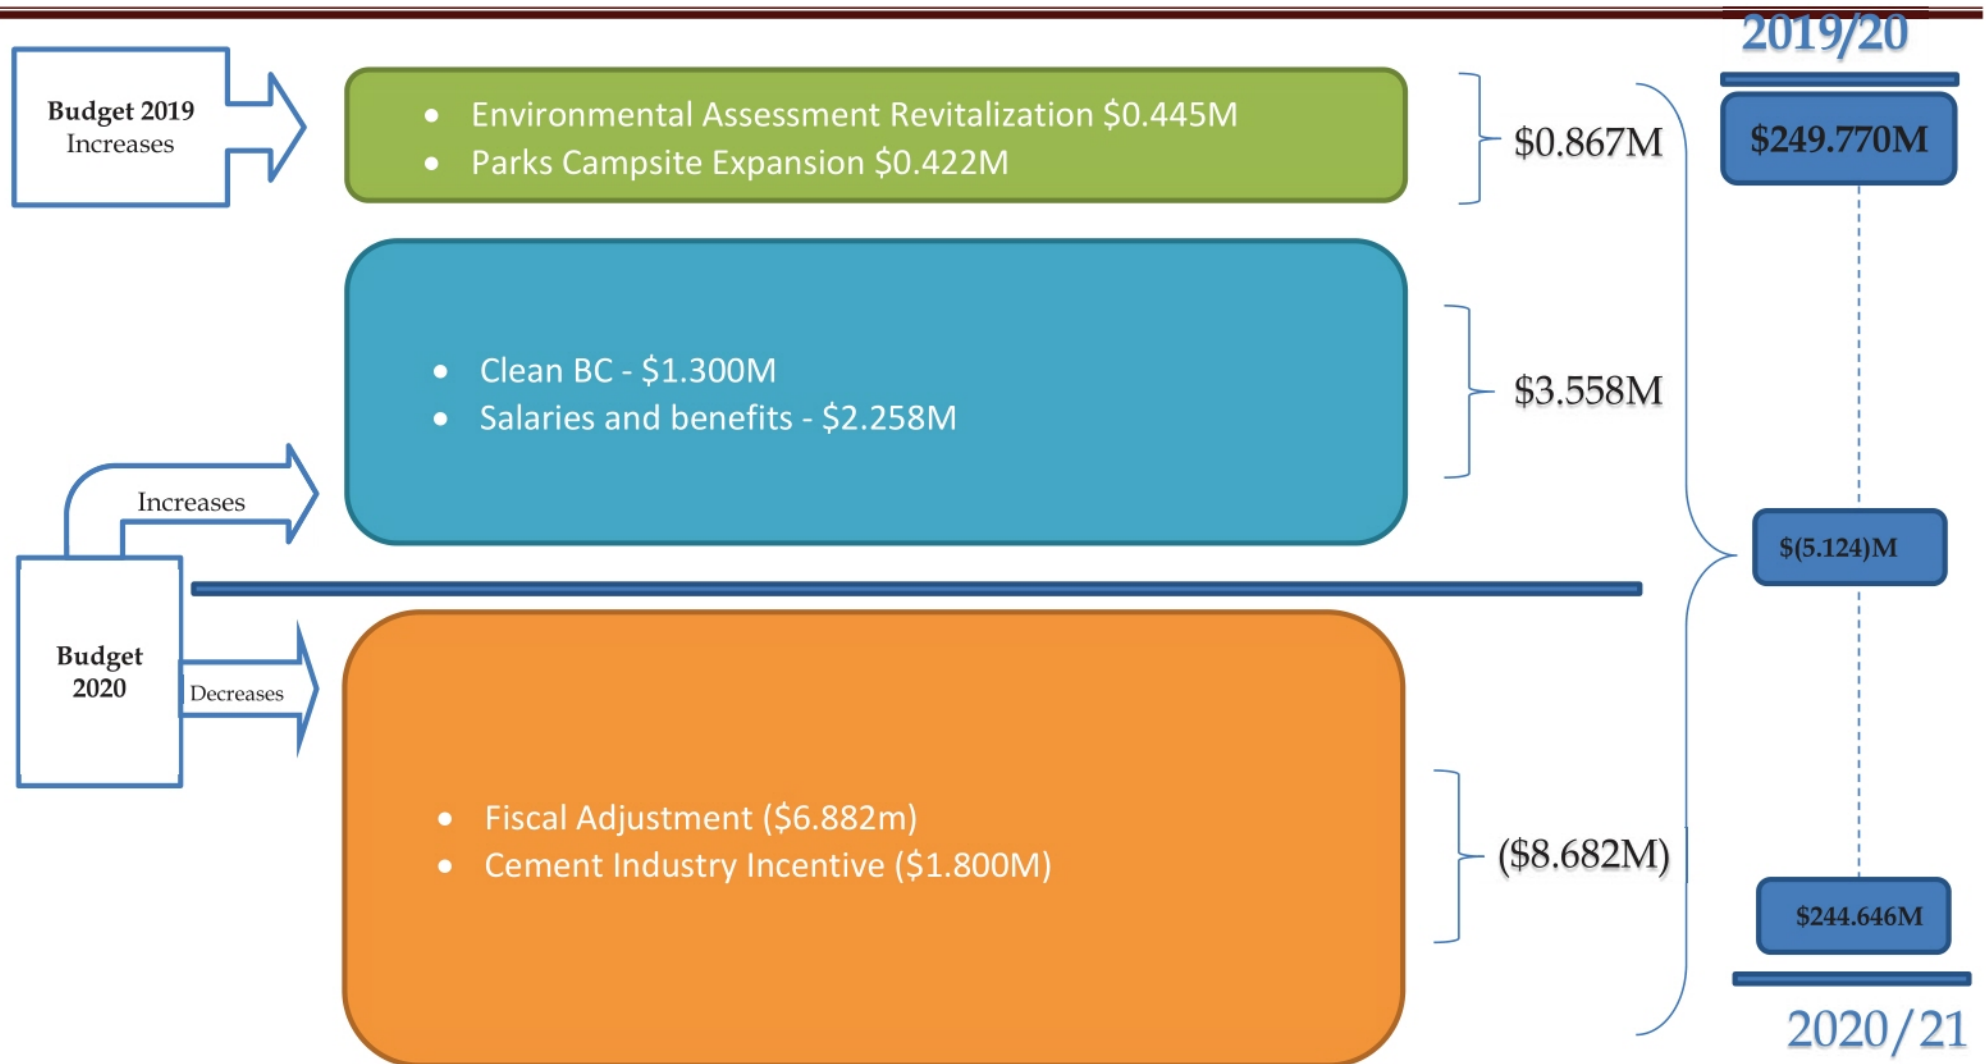 2019/20
Budget 2019
Increases
• Environmental Assessment Revitalization $0.445M
• Parks Campsite Expansion $0.422M
$0.867M
$249.770M
• Clean BC - $1.300M
• Salaries and benefits - $2.258M
$3.558M
Increases
$(5.124)M
Budget
2020
Decreases
• Fiscal Adjustment ($6.882m)
• Cement Industry Incentive ($1.800M)
($8.682M)
$244.646M
2020/21